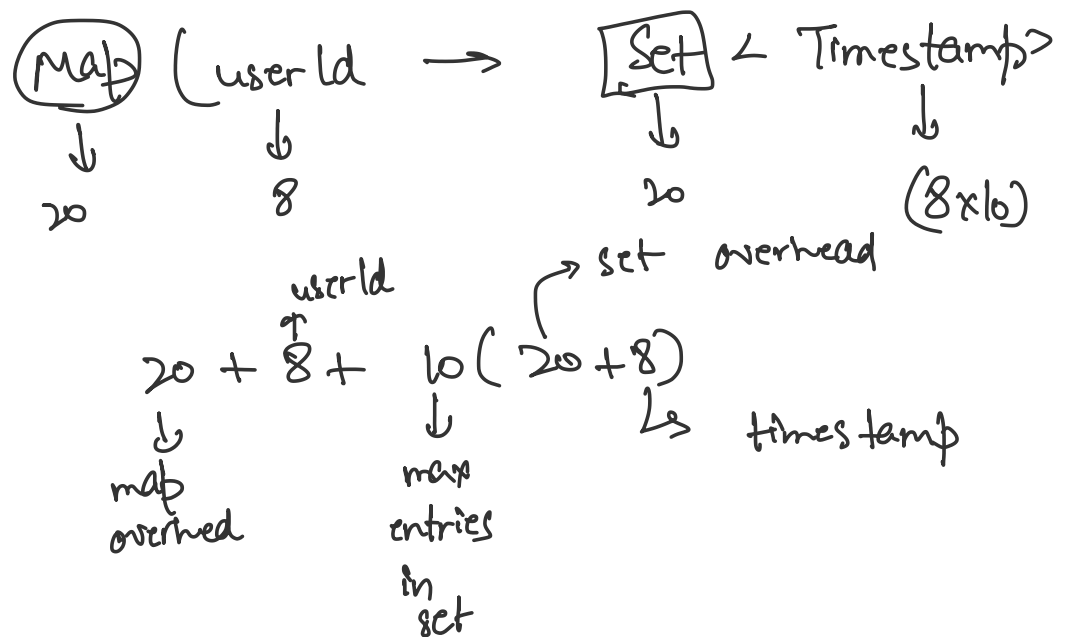 Map (userId → Set < Timestamp>
20 8 20 (8x10)
set overhead
userId
20 + 8 + 10 ( 20 + 8)
timestamp
map
overhed
max
entries
in
set